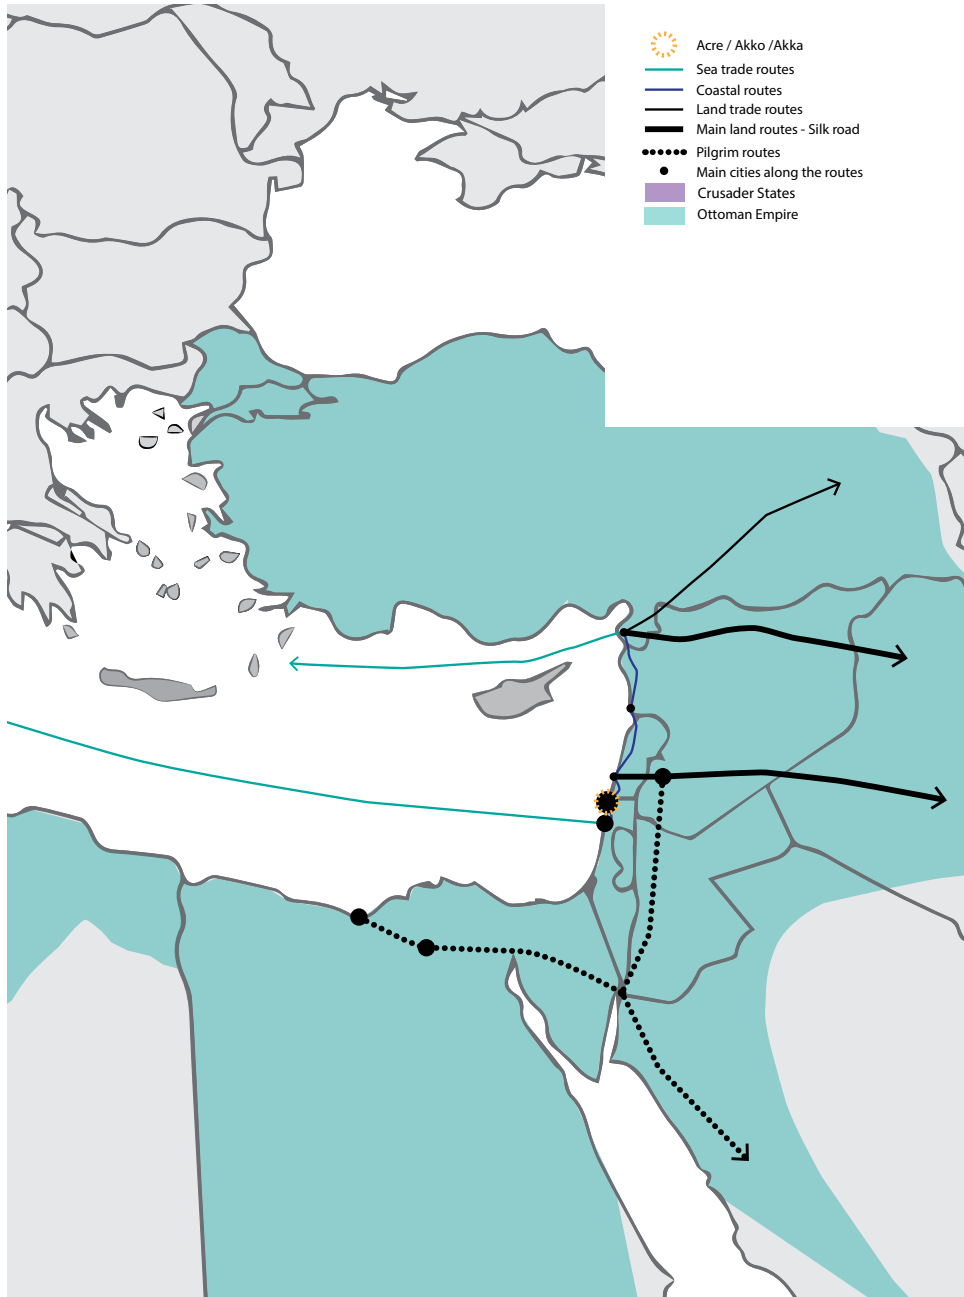 Acre / Akko /Akka
Sea trade routes
Coastal routes
Land trade routes
Main land routes - Silk road
Pilgrim routes
Main cities along the routes
Crusader States
Ottoman Empire